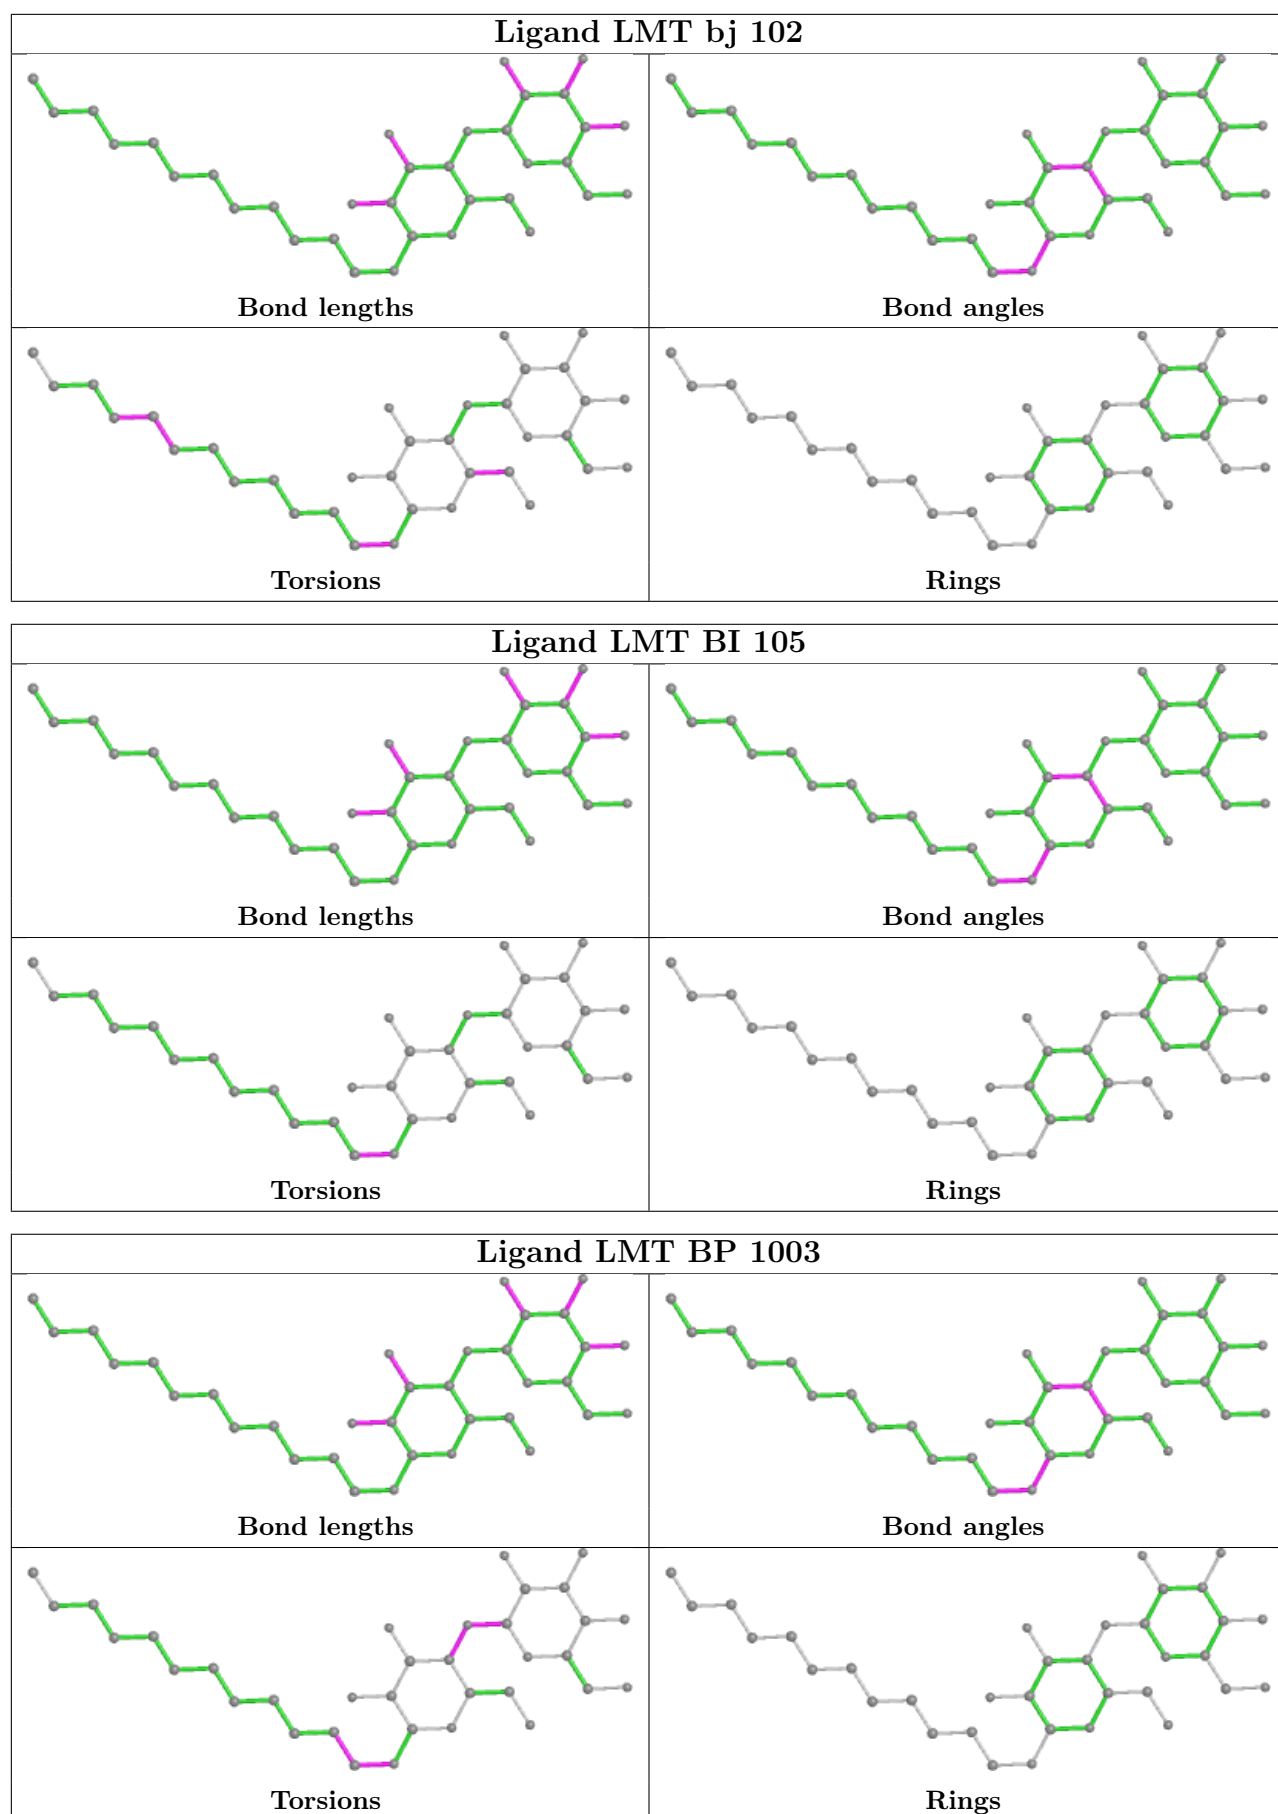 Ligand LMT bj 102
Bond lengths
Bond angles
Torsions
Rings
Ligand LMT BI 105
Bond lengths
Bond angles
Torsions
Rings
Ligand LMT BP 1003
Bond lengths
Bond angles
Torsions
Rings